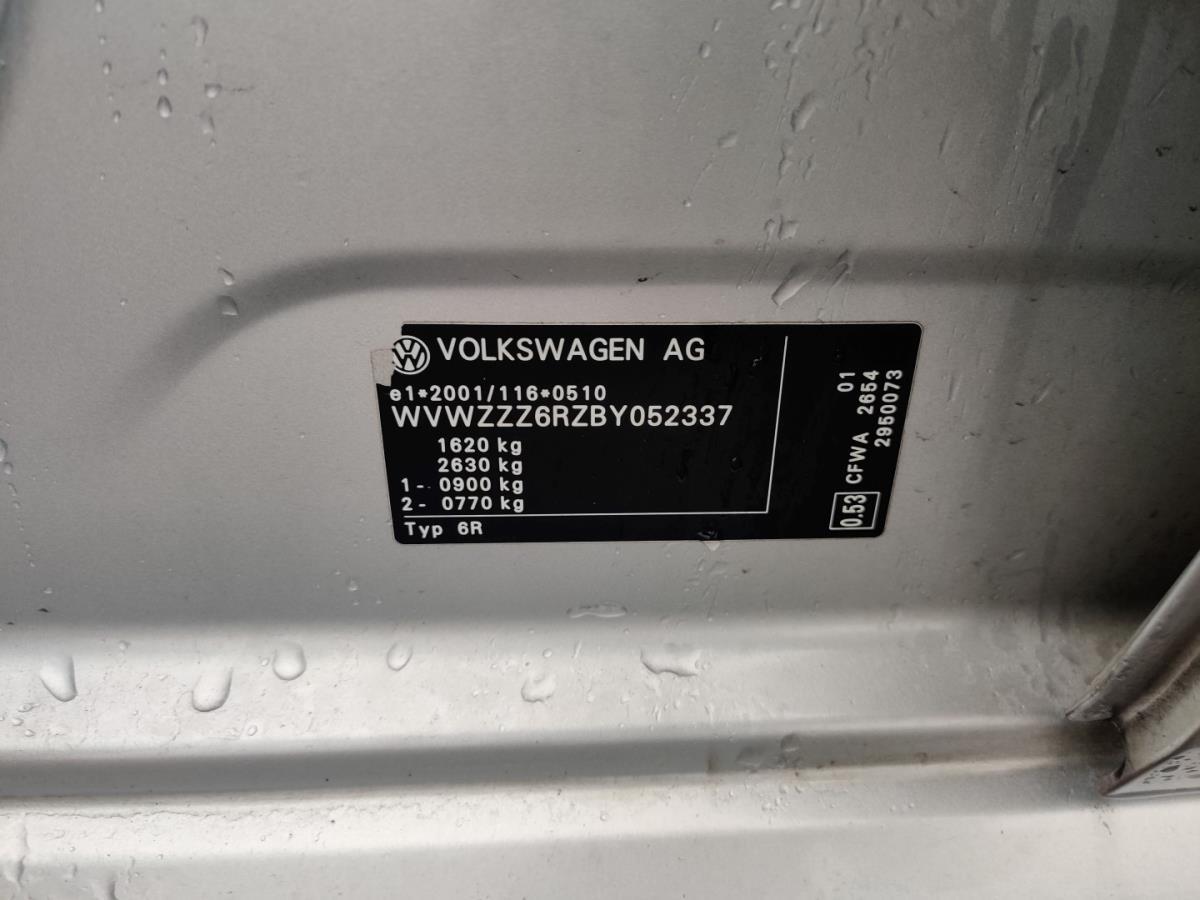 VOLKSWAGEN AG
e1*2001/116*0510
WVWZZZ6RZBY052337
1620 kg
2630 kg
1- 0900 kg
2- 0770 kg
Typ 6R
01
0.53 CFWA 2654
2950073